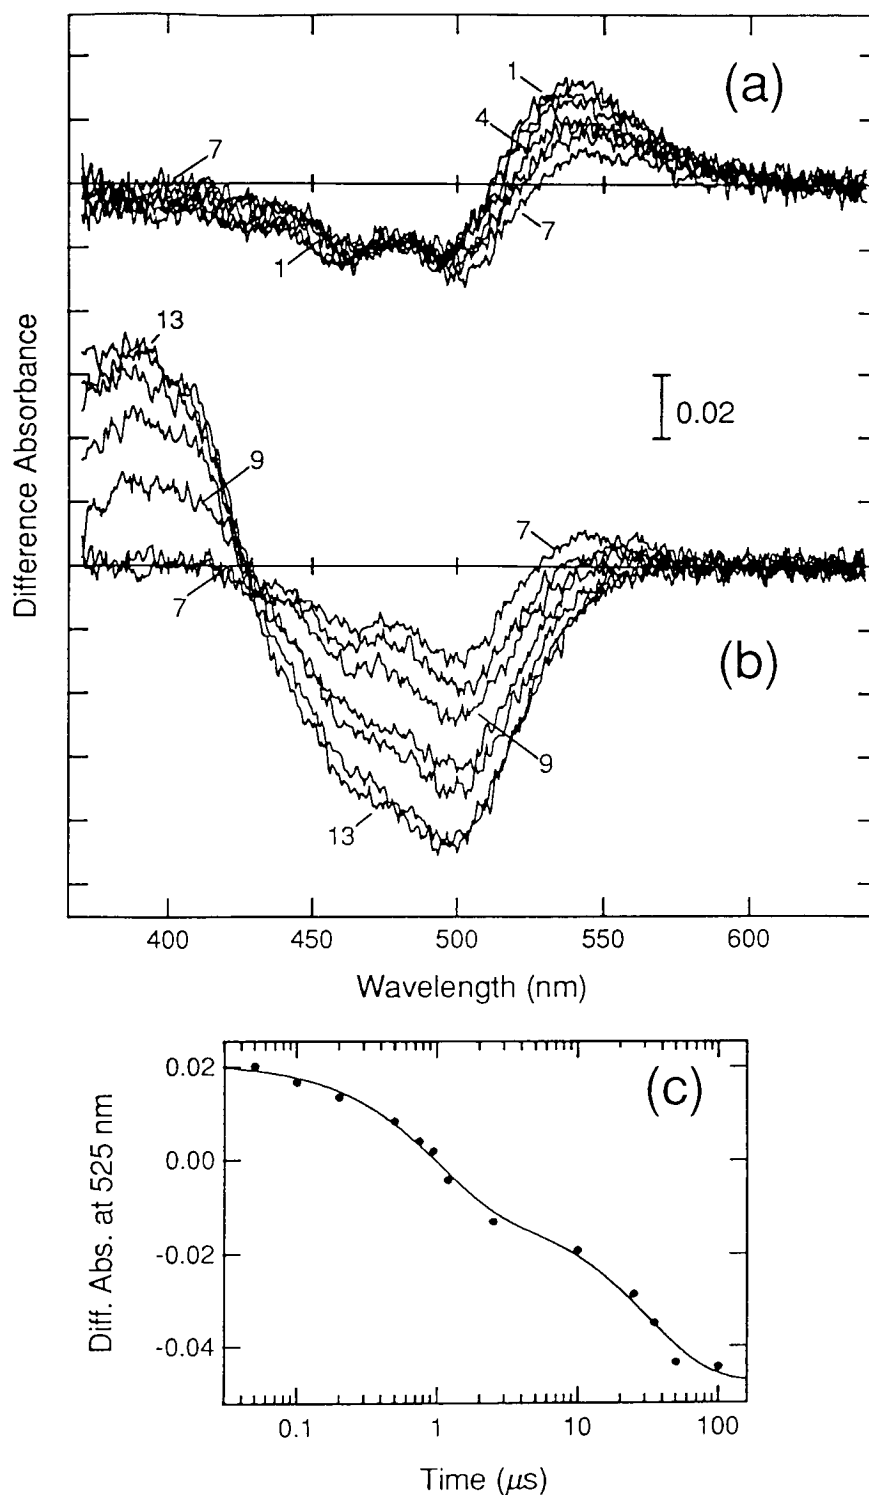 (a)
1
7
4
7
1
Difference Absorbance
13
0.02
9
7
7
(b)
9
13
400 450 500 550 600
Wavelength (nm)
(c)
0.02
0.00
-0.02
-0.04
Diff. Abs. at 525 nm
0.1 1 10 100
Time (μs)